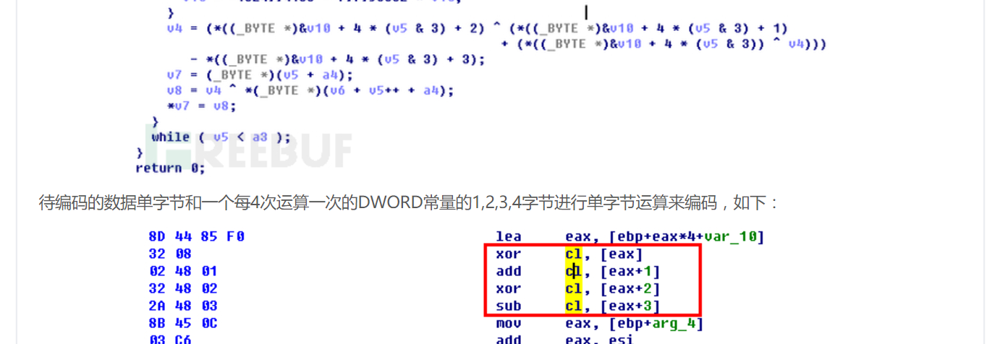 }
v4 = (*((_BYTE *)&v10 + 4 * (v5 & 3) + 2) ^ (*((_BYTE *)&v10 + 4 * (v5 & 3) + 1)
+ (*((_BYTE *)&v10 + 4 * (v5 & 3)) ^ v4)))
- *((_BYTE *)&v10 + 4 * (v5 & 3) + 3);
v7 = (_BYTE *)(v5 + a4);
v8 = v4 ^ *(_BYTE *)(v6 + v5++ + a4);
*v7 = v8;
}
while ( v5 < a3 );
}
FREEBUF
return 0;
待编码的数据单字节和一个每4次运算一次的DWORD常量的1,2,3,4字节进行单字节运算来编码，如下：
8D 44 85 F0 lea eax, [ebp+eax*4+var_10]
32 08 xor cl, [eax]
02 48 01 add cl, [eax+1]
32 48 02 xor cl, [eax+2]
2A 48 03 sub cl, [eax+3]
8B 45 0C mov eax, [ebp+arg_4]
03 C6 add eax, esi